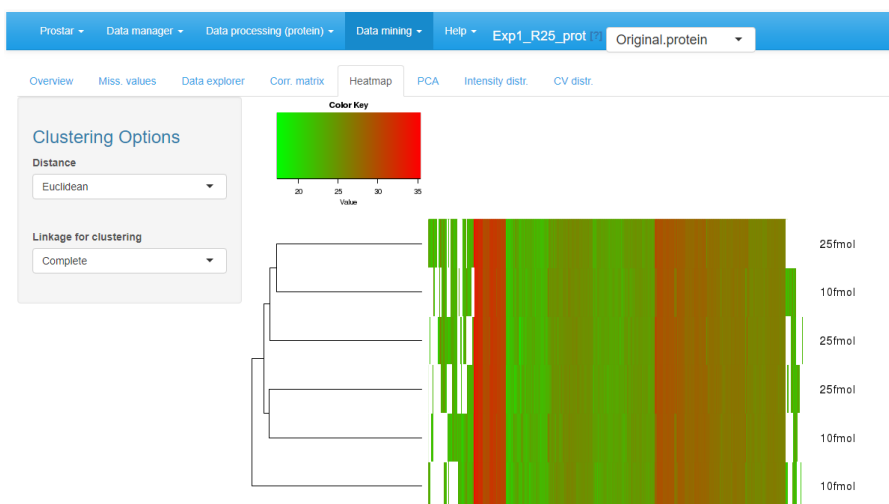 Prostar Data manager Data processing (protein) Data mining Help Exp1_R25_prot [?] Original.protein
Overview Miss. values Data explorer Corr. matrix Heatmap PCA Intensity distr. CV distr.
Clustering Options
Distance
Euclidean
Linkage for clustering
Complete
Color Key
20 25 30 35
Value
25fmol
10fmol
25fmol
25fmol
10fmol
10fmol